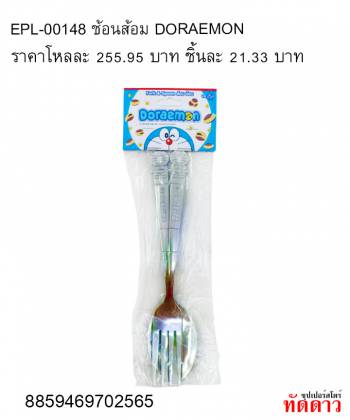 EPL-00148 ช้อนส้อม DORAEMON
ราคาโหลละ 255.95 บาท ชิ้นละ 21.33 บาท
Fork & Spoon
Doraemon
8859469702565
ซุปเปอร์สโตร์
ทัดดาว